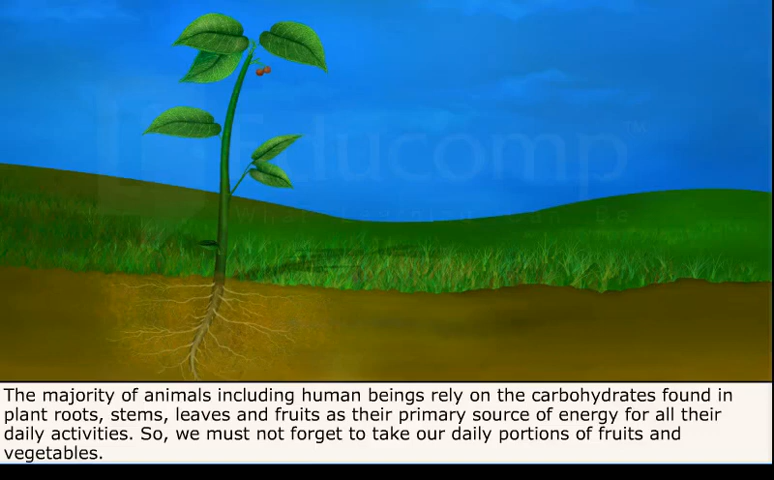 Educomp™
The majority of animals including human beings rely on the carbohydrates found in
plant roots, stems, leaves and fruits as their primary source of energy for all their
daily activities. So, we must not forget to take our daily portions of fruits and
vegetables.